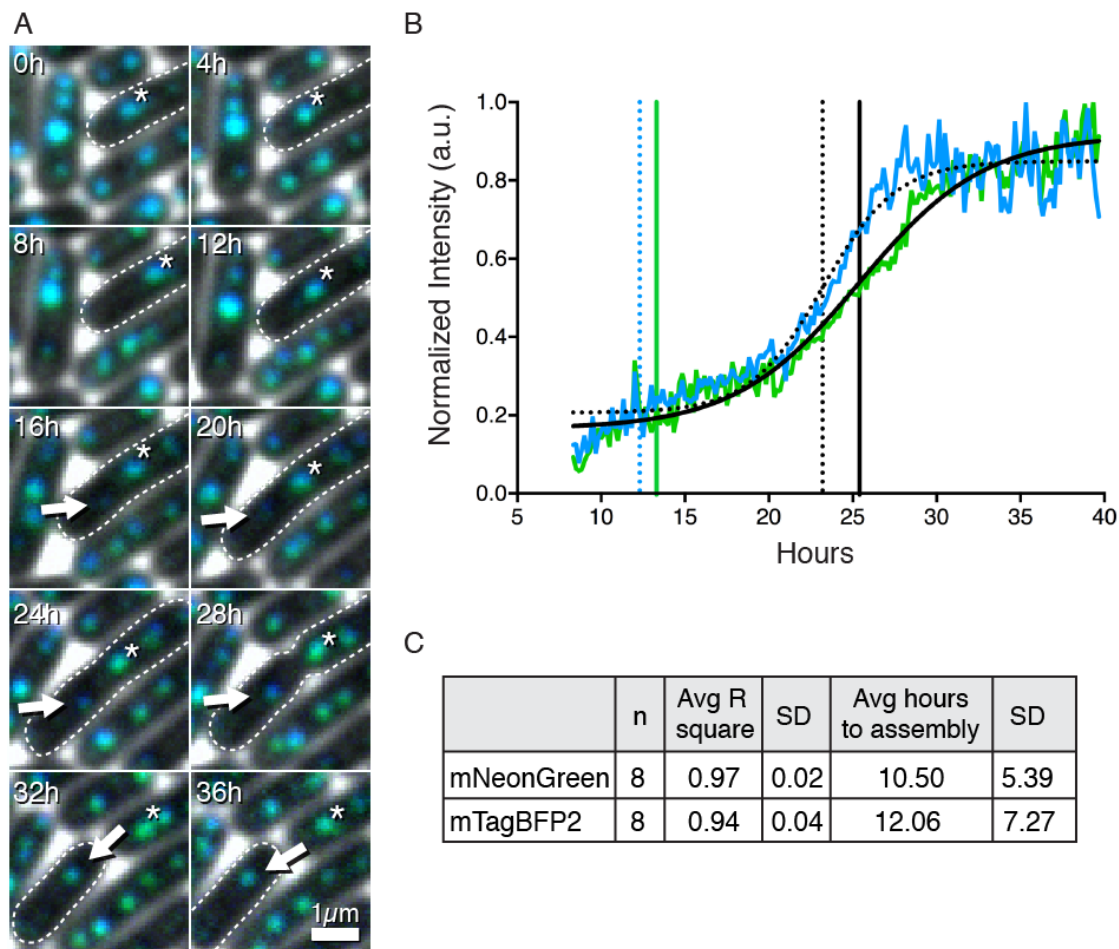 A
0h
4h
*
*
8h
12h
*
*
16h
20h
*
*
24h
28h
*
*
32h
36h
*
*
1µm
B
Normalized Intensity (a.u.)
1.0
0.8
0.6
0.4
0.2
0.0
5 10 15 20 25 30 35 40
Hours
C
n Avg R square SD Avg hours to assembly SD
mNeonGreen 8 0.97 0.02 10.50 5.39
mTagBFP2 8 0.94 0.04 12.06 7.27